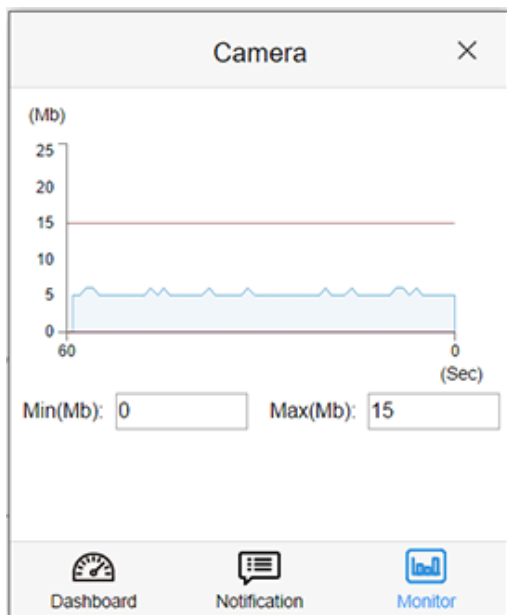 Camera
(Mb)
25
20
15
10
5
0
60 0
(Sec)
Min(Mb): 0 Max(Mb): 15
Dashboard Notification Monitor